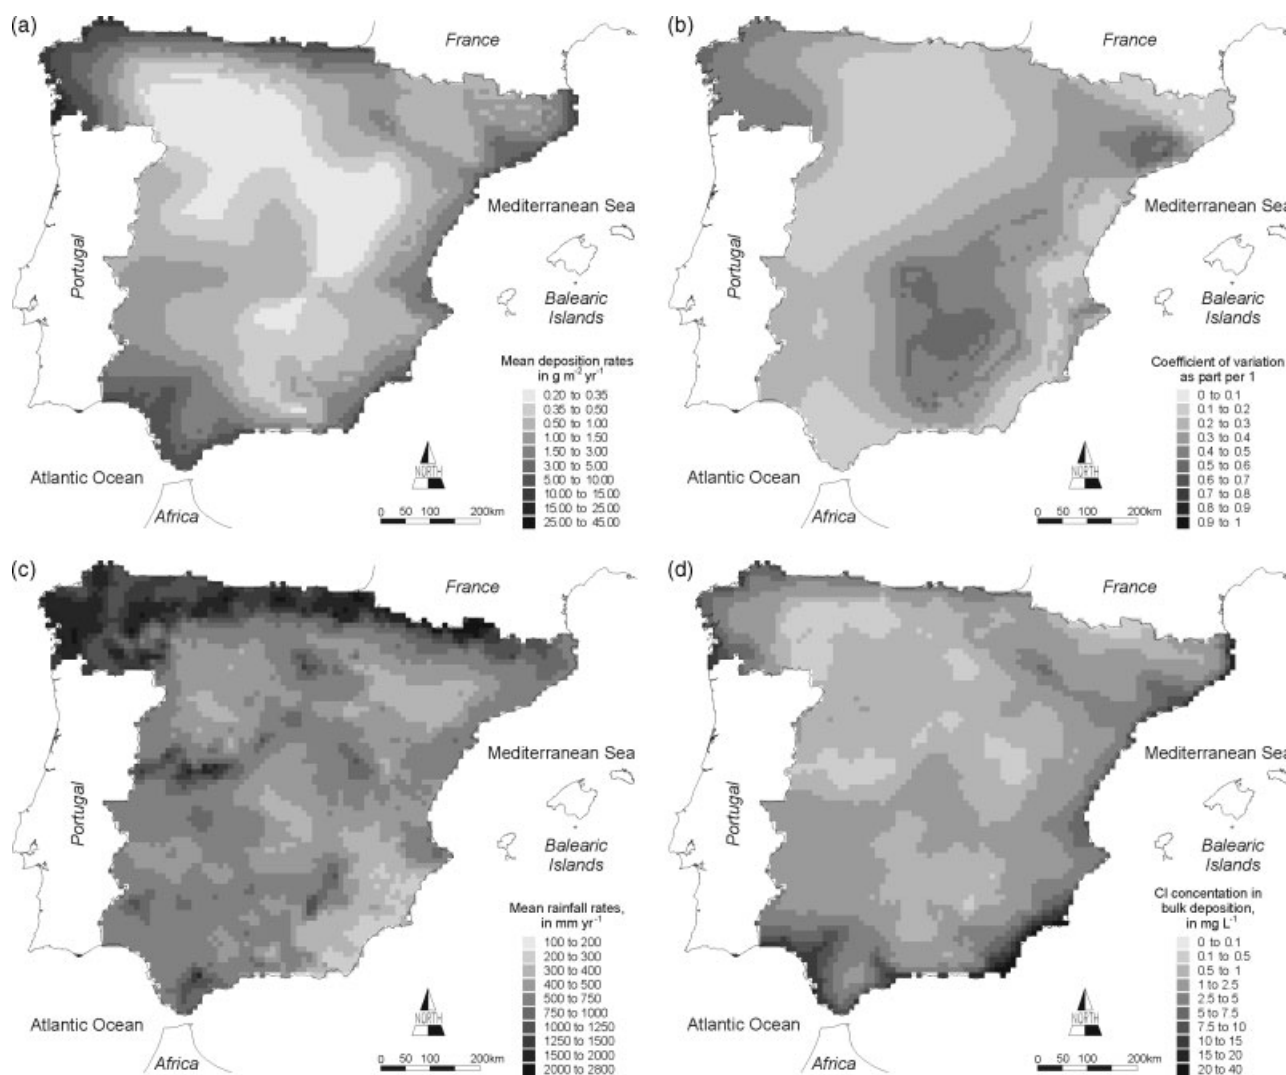 (a)
France
Portugal
Mediterranean Sea
Balearic
Islands
Mean deposition rates
in g m⁻² yr⁻¹
0.20 to 0.35
0.35 to 0.50
0.50 to 1.00
1.00 to 1.50
1.50 to 3.00
3.00 to 5.00
5.00 to 10.00
10.00 to 15.00
15.00 to 25.00
25.00 to 45.00
NORTH
Atlantic Ocean
Africa
0 50 100 200km
(b)
France
Portugal
Mediterranean Sea
Balearic
Islands
Coefficient of variation
as part per 1
0 to 0.1
0.1 to 0.2
0.2 to 0.3
0.3 to 0.4
0.4 to 0.5
0.5 to 0.6
0.6 to 0.7
0.7 to 0.8
0.8 to 0.9
0.9 to 1
NORTH
Atlantic Ocean
Africa
0 50 100 200km
(c)
France
Portugal
Mediterranean Sea
Balearic
Islands
Mean rainfall rates,
in mm yr⁻¹
100 to 200
200 to 300
300 to 400
400 to 500
500 to 750
750 to 1000
1000 to 1250
1250 to 1500
1500 to 2000
2000 to 2800
NORTH
Atlantic Ocean
Africa
0 50 100 200km
(d)
France
Portugal
Mediterranean Sea
Balearic
Islands
Cl concentation in
bulk deposition,
in mg L⁻¹
0 to 0.1
0.1 to 0.5
0.5 to 1
1 to 2.5
2.5 to 5
5 to 7.5
7.5 to 10
10 to 15
15 to 20
20 to 40
NORTH
Atlantic Ocean
Africa
0 50 100 200km